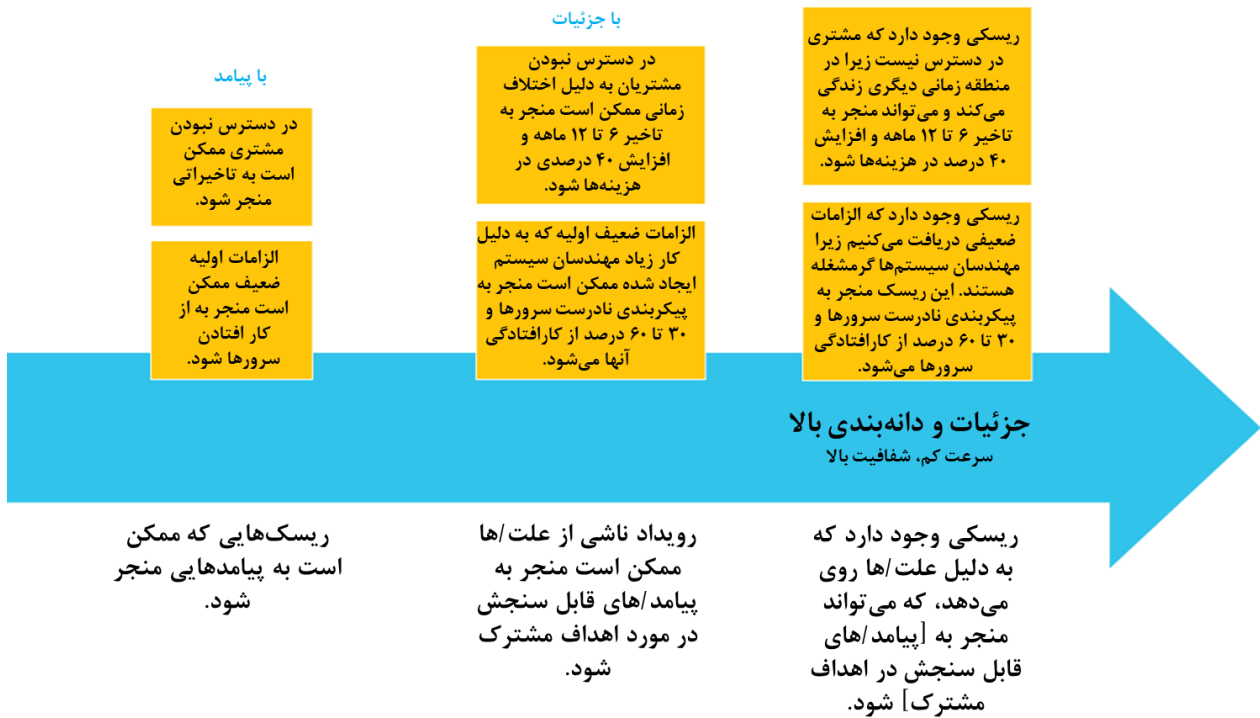 ریسکی وجود دارد که مشتری
در دسترس نیست زیرا در
منطقه زمانی دیگری زندگی
می‌کند و می‌تواند منجر به
تاخیر ۶ تا ۱۲ ماهه و افزایش
۴۰ درصد در هزینه‌ها شود.
ریسکی وجود دارد که الزامات
ضعیفی دریافت می‌کنیم زیرا
مهندسان سیستم‌ها گرمشغله
هستند. این ریسک منجر به
پیکربندی نادرست سرورها و
۳۰ تا ۶۰ درصد از کارافتادگی
سرورها می‌شود.
با جزئیات
در دسترس نبودن
مشتریان به دلیل اختلاف
زمانی ممکن است منجر به
تاخیر ۶ تا ۱۲ ماهه و
افزایش ۴۰ درصدی در
هزینه‌ها شود.
الزامات ضعیف اولیه که به دلیل
کار زیاد مهندسان سیستم
ایجاد شده ممکن است منجر به
پیکربندی نادرست سرورها و
۳۰ تا ۶۰ درصد از کارافتادگی
آنها می‌شود.
با پیامد
در دسترس نبودن
مشتری ممکن
است به تاخیراتی
منجر شود.
الزامات اولیه
ضعیف ممکن
است منجر به از
کار افتادن
سرورها شود.
جزئیات و دانه‌بندی بالا
سرعت کم، شفافیت بالا
ریسکی وجود دارد که
به دلیل علت/ها روی
می‌دهد، که می‌تواند
منجر به [پیامد/های
قابل سنجش در اهداف
مشترک] شود.
رویداد ناشی از علت/ها
ممکن است منجر به
پیامد/های قابل سنجش
در مورد اهداف مشترک
شود.
ریسک‌هایی که ممکن
است به پیامدهایی منجر
شود.